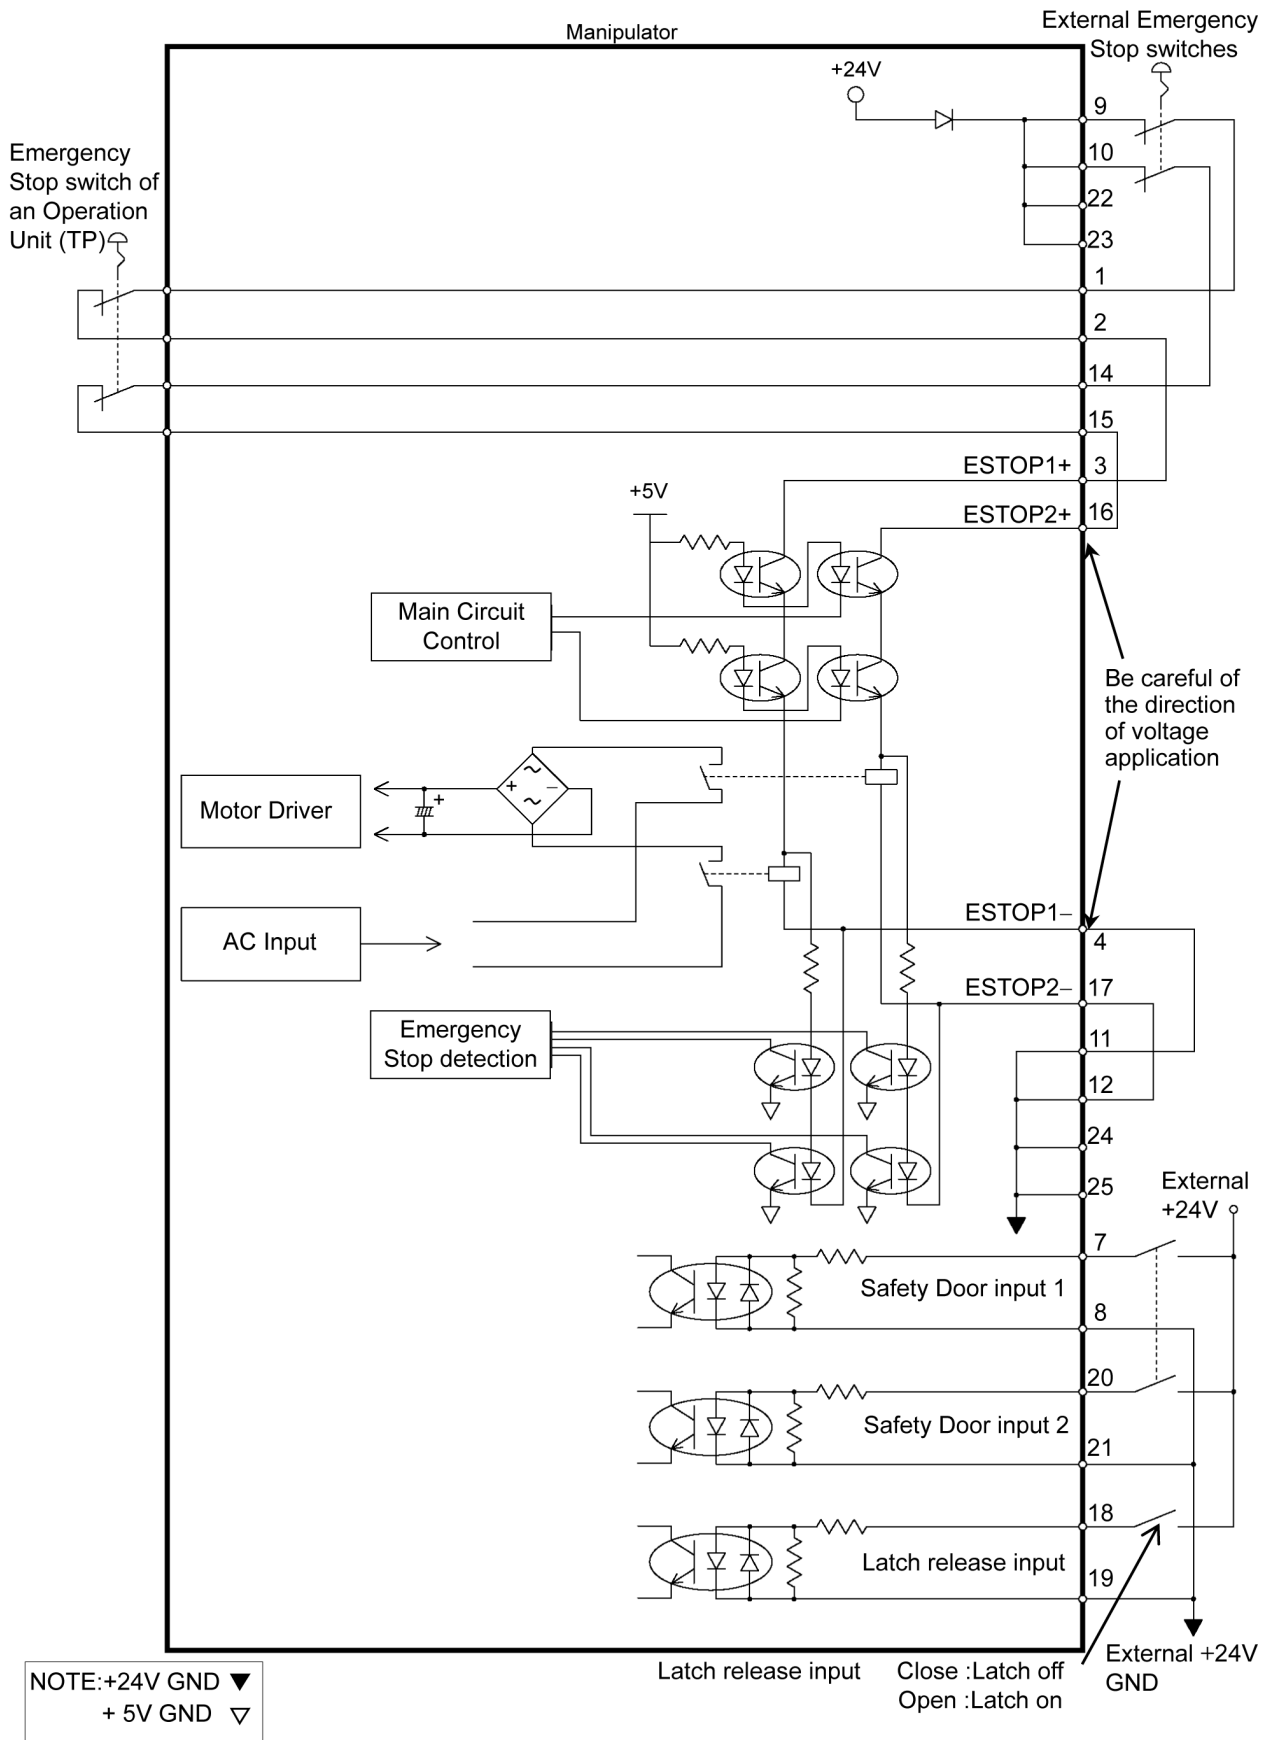 Manipulator
External Emergency
Stop switches
+24V
9
10
22
23
Emergency
Stop switch of
an Operation
Unit (TP)
1
2
14
15
ESTOP1+
3
+5V
ESTOP2+
16
Main Circuit
Control
Be careful of
the direction
of voltage
application
Motor Driver
+
~
~
−
+
AC Input
ESTOP1−
4
ESTOP2−
17
Emergency
Stop detection
11
12
24
25
External
+24V
7
Safety Door input 1
8
20
Safety Door input 2
21
18
Latch release input
19
External +24V
GND
Latch release input Close :Latch off
Open :Latch on
NOTE:+24V GND ▼
+ 5V GND ▽